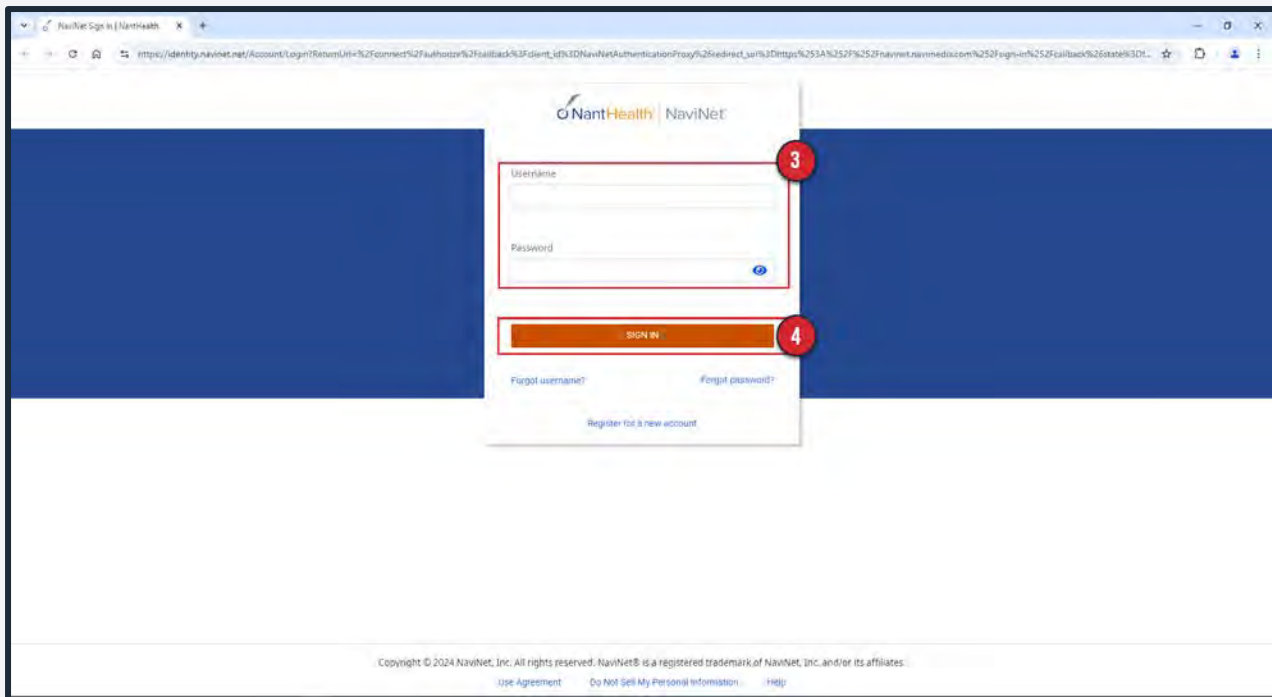 NaviNet Sign In | NantHealth
https://identity.navinet.net/Account/Login?ReturnUrl=%2Fconnect%2Fauthorize%2Fcallback%3Fclient_id%3DNaviNetAuthenticationProxy%26redirect_uri%3Dhttps%253A%252F%252Fnavinet.navimedix.com%252Fsign-in%252Fcallback%26state%3Dt...
NantHealth | NaviNet
3
Username
Password
SIGN IN
4
Forgot username? Forgot password?
Register for a new account
Copyright © 2024 NaviNet, Inc. All rights reserved. NaviNet® is a registered trademark of NaviNet, Inc. and/or its affiliates.
Use Agreement Do Not Sell My Personal Information Help